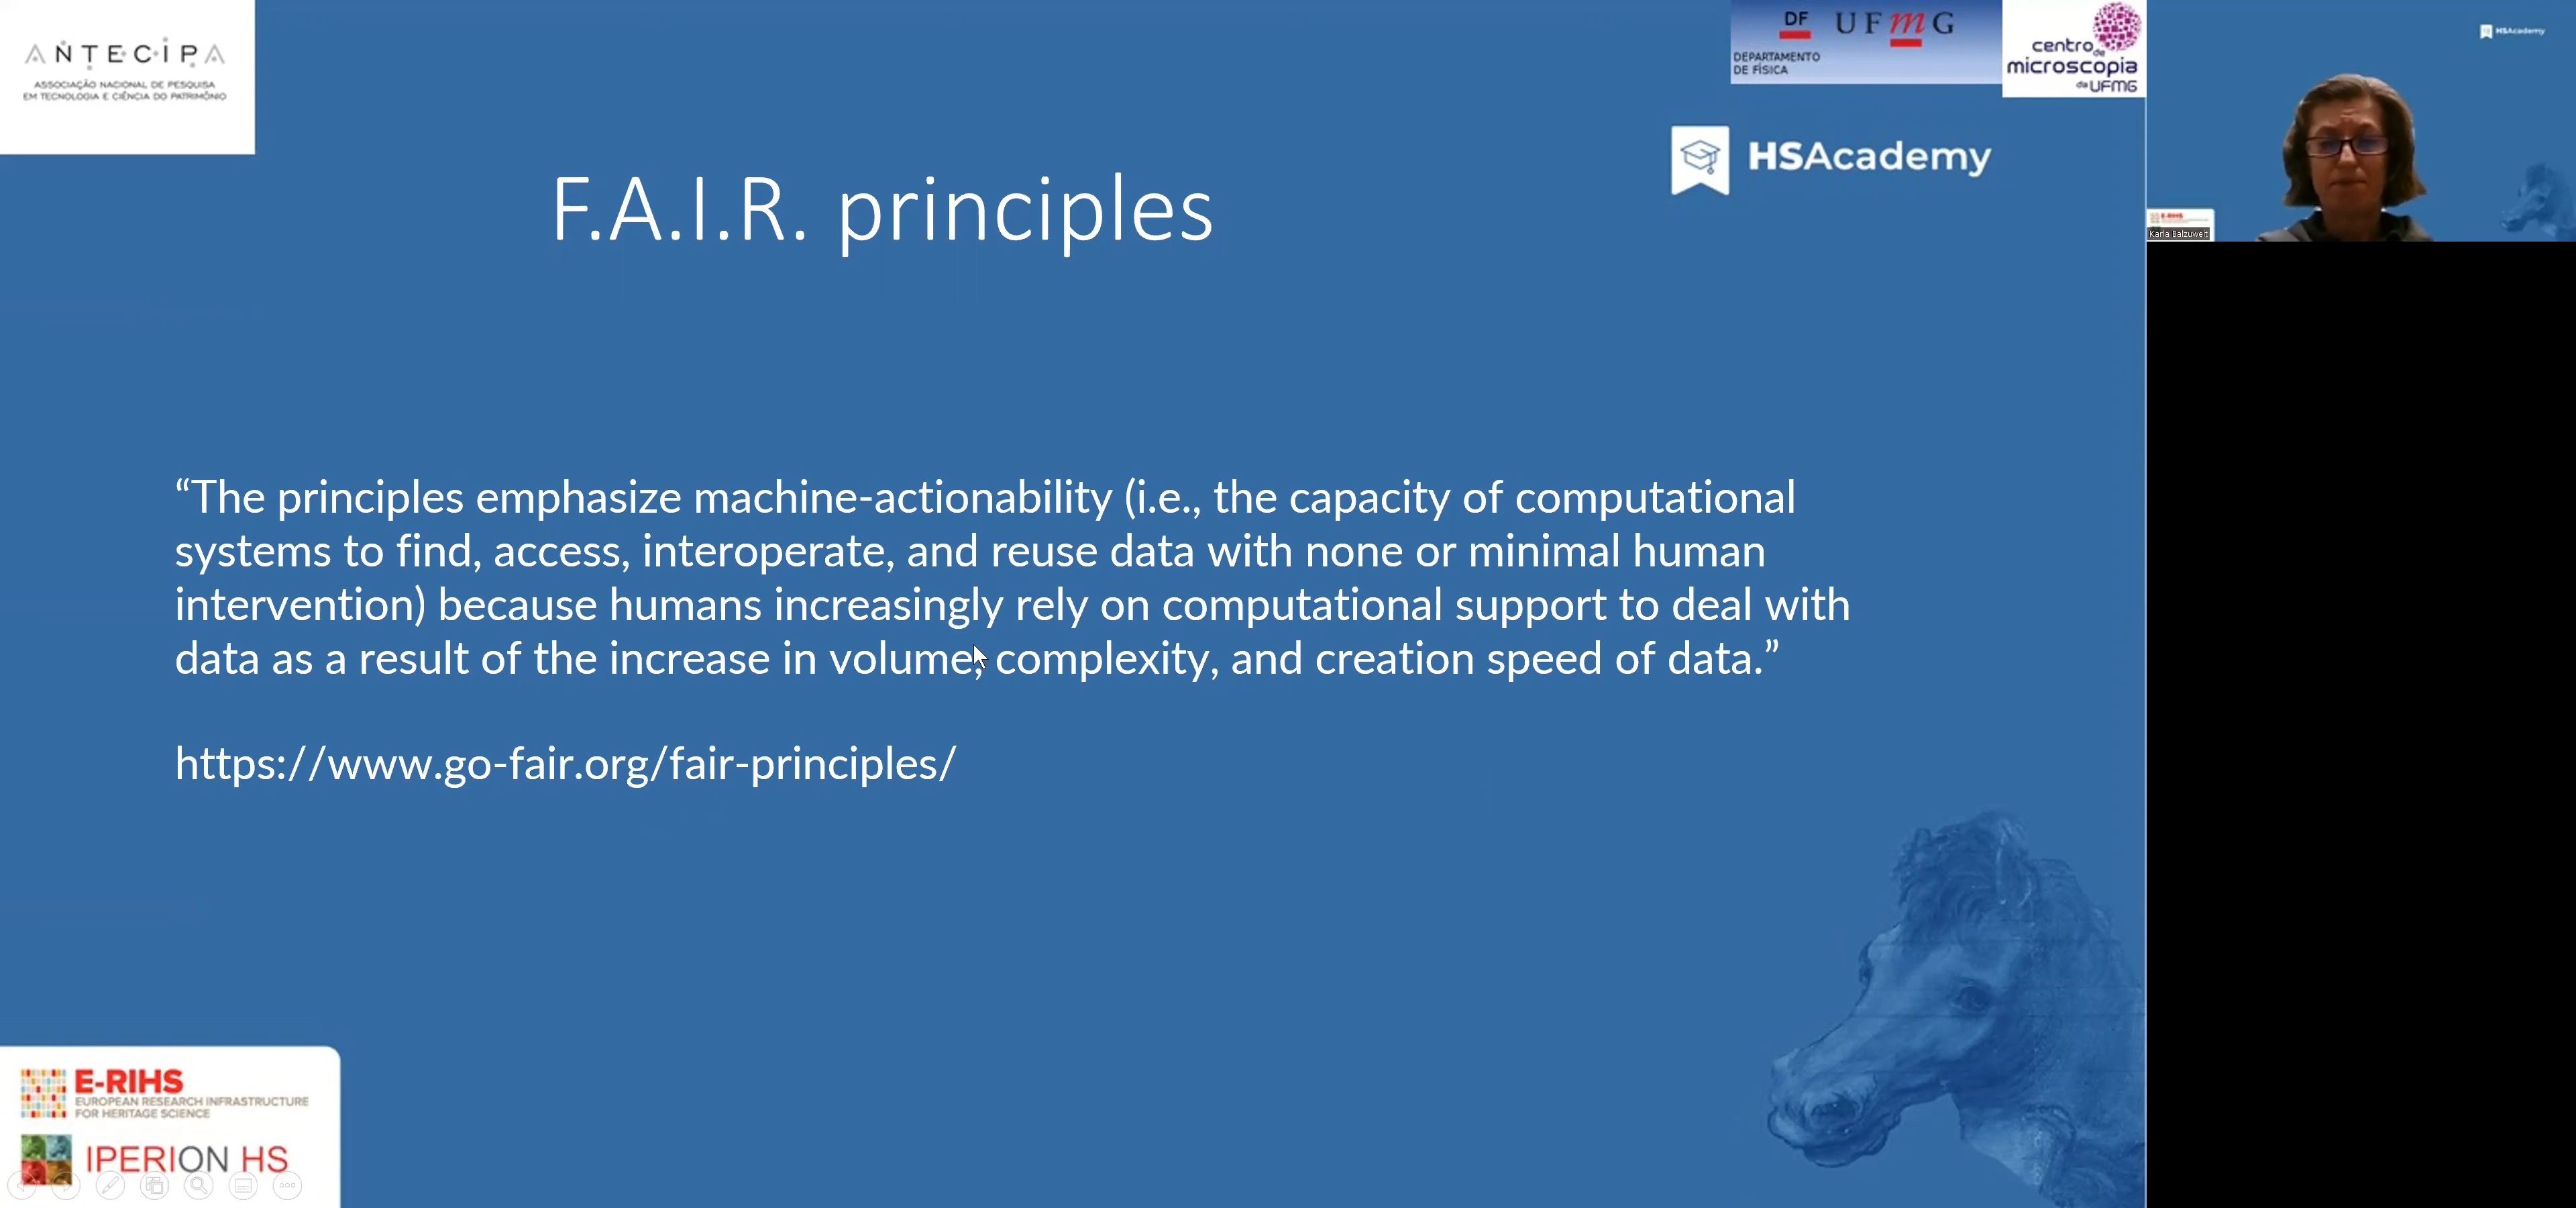 ANTECIPA
ASSOCIAÇÃO NACIONAL DE PESQUISA
EM TECNOLOGIA E CIÊNCIA DO PATRIMÔNIO
DF UFmG
DEPARTAMENTO
DE FÍSICA
centro de
microscopia
da UFMG
HSAcademy
HSAcademy
F.A.I.R. principles
E-RIHS
Karla Balzuweit
“The principles emphasize machine-actionability (i.e., the capacity of computational
systems to find, access, interoperate, and reuse data with none or minimal human
intervention) because humans increasingly rely on computational support to deal with
data as a result of the increase in volume, complexity, and creation speed of data.”
https://www.go-fair.org/fair-principles/
E-RIHS
EUROPEAN RESEARCH INFRASTRUCTURE
FOR HERITAGE SCIENCE
IPERION HS